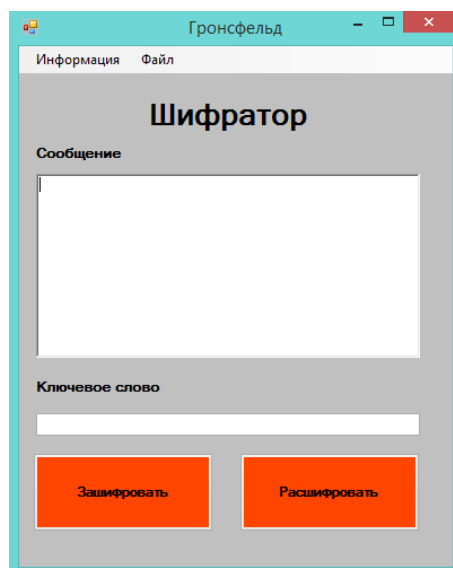 Гронсфельд
Информация Файл
Шифратор
Сообщение
Ключевое слово
Зашифровать Расшифровать